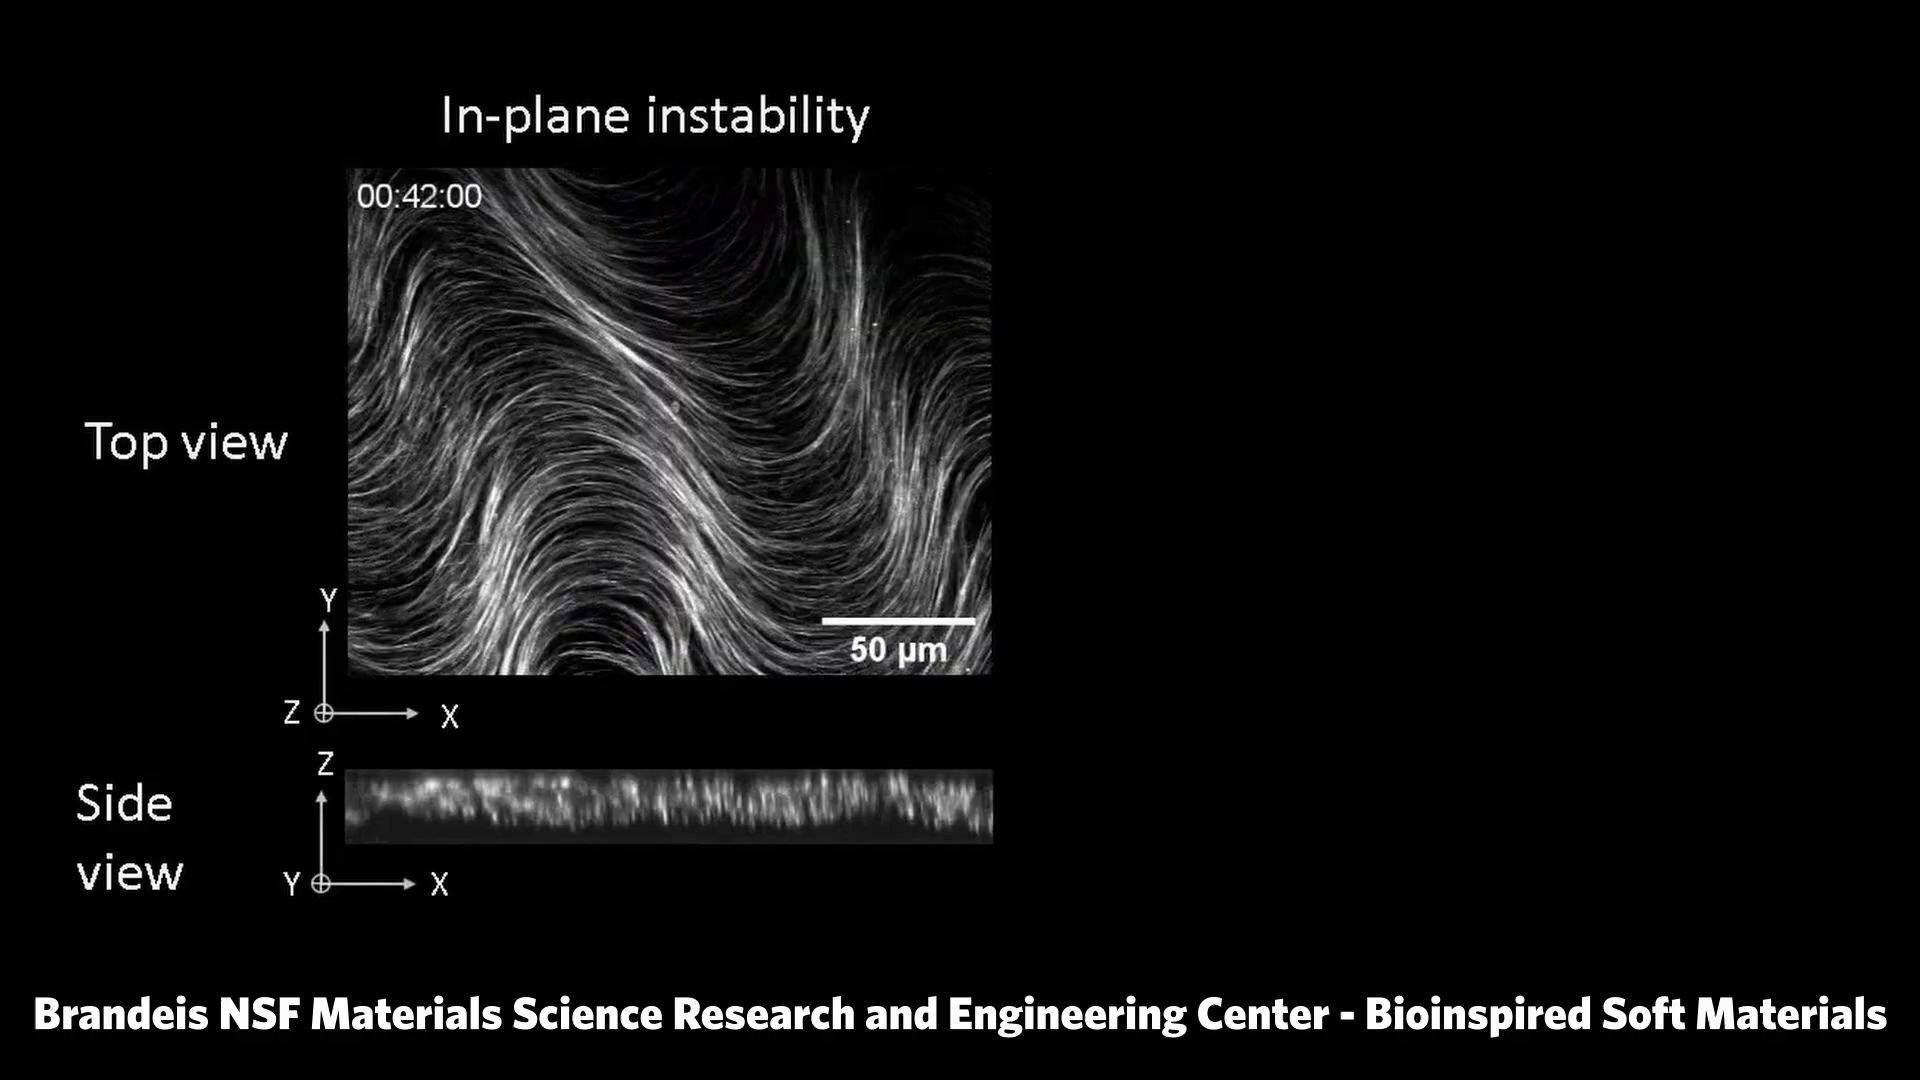 In-plane instability
00:42:00
Top view
50 µm
Y
Z
X
Side
view
Z
Y
X
Brandeis NSF Materials Science Research and Engineering Center - Bioinspired Soft Materials